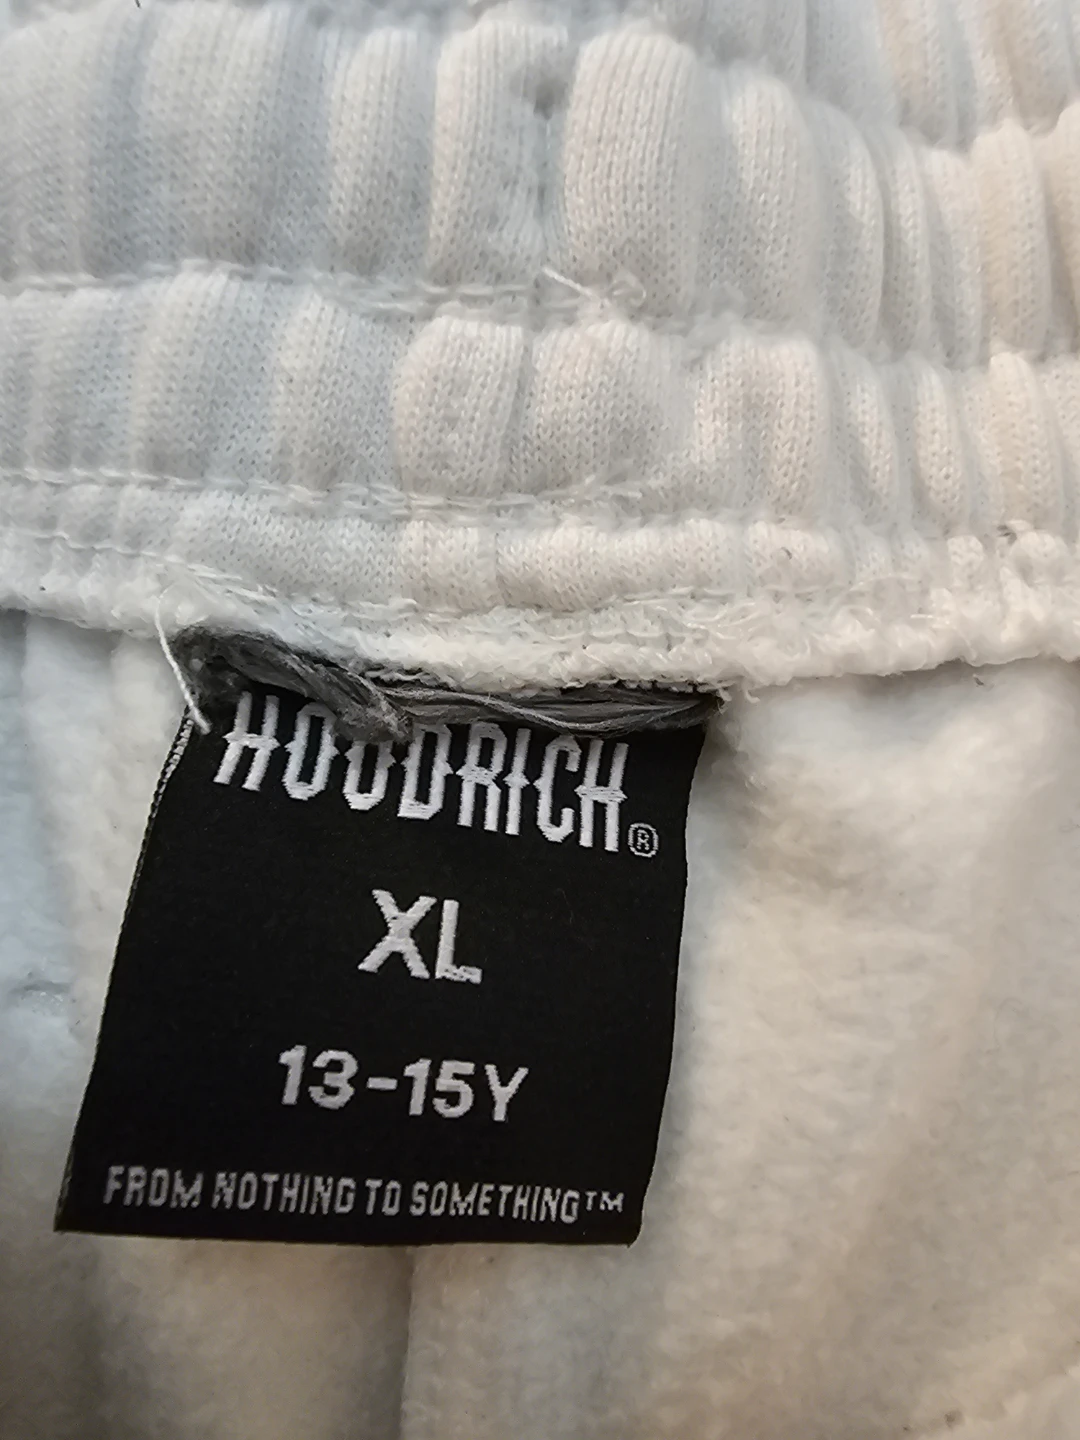 HOODRICH®
XL
13-15Y
FROM NOTHING TO SOMETHING™